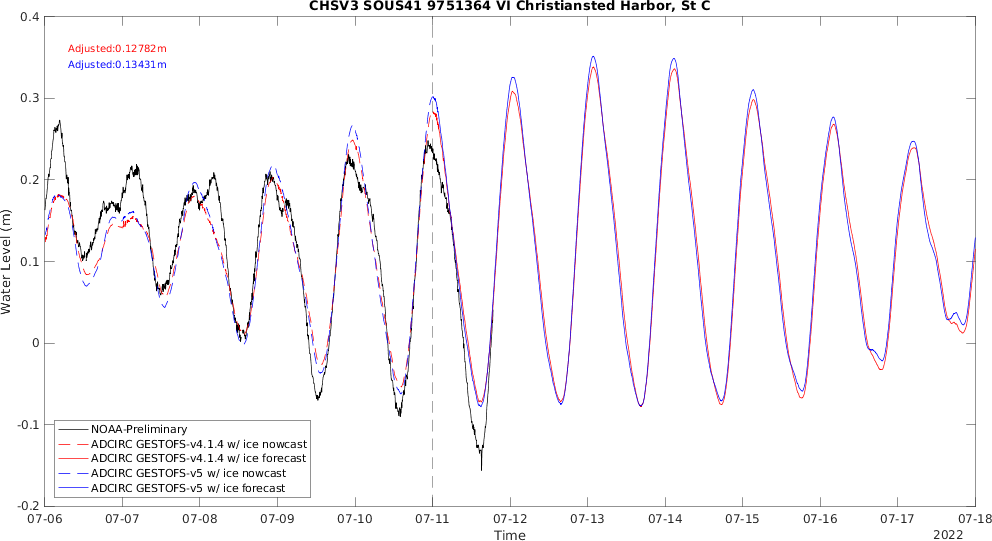 CHSV3 SOUS41 9751364 VI Christiansted Harbor, St C
Adjusted:0.12782m
Adjusted:0.13431m
0.4
0.3
0.2
0.1
0
-0.1
-0.2
Water Level (m)
NOAA-Preliminary
ADCIRC GESTOFS-v4.1.4 w/ ice nowcast
ADCIRC GESTOFS-v4.1.4 w/ ice forecast
ADCIRC GESTOFS-v5 w/ ice nowcast
ADCIRC GESTOFS-v5 w/ ice forecast
07-06 07-07 07-08 07-09 07-10 07-11 07-12 07-13 07-14 07-15 07-16 07-17 07-18
Time
2022